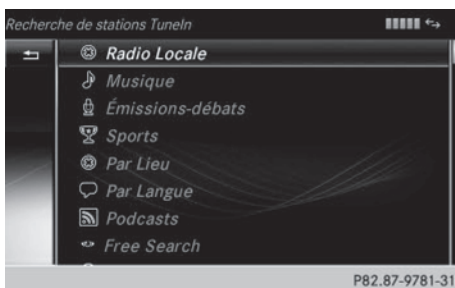 Recherche de stations TuneIn
Radio Locale
Musique
Émissions-débats
Sports
Par Lieu
Par Langue
Podcasts
Free Search
P82.87-9781-31